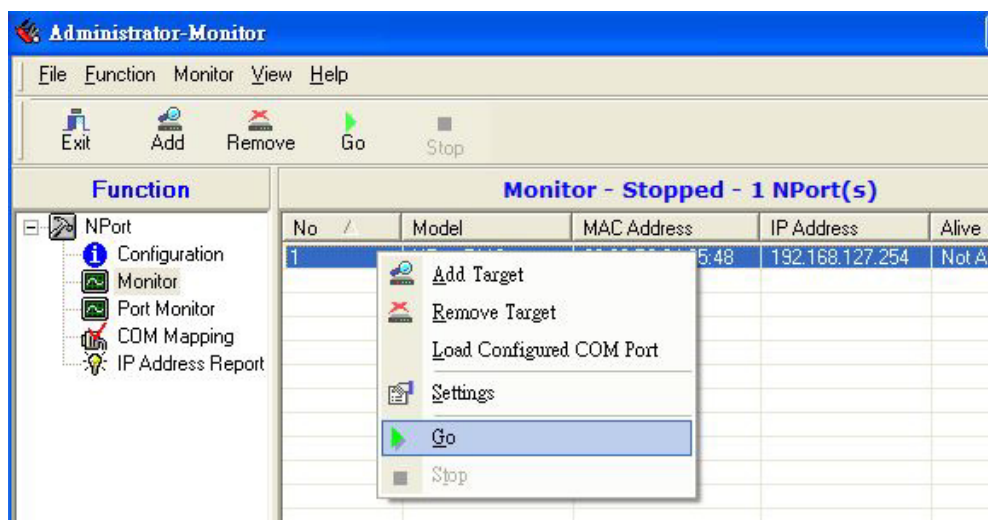 Administrator-Monitor
File Function Monitor View Help
Exit Add Remove Go Stop
Function
Monitor - Stopped - 1 NPort(s)
NPort
Configuration
Monitor
Port Monitor
COM Mapping
IP Address Report
No Model MAC Address IP Address Alive
1 5:48 192.168.127.254 Not A
Add Target
Remove Target
Load Configured COM Port
Settings
Go
Stop